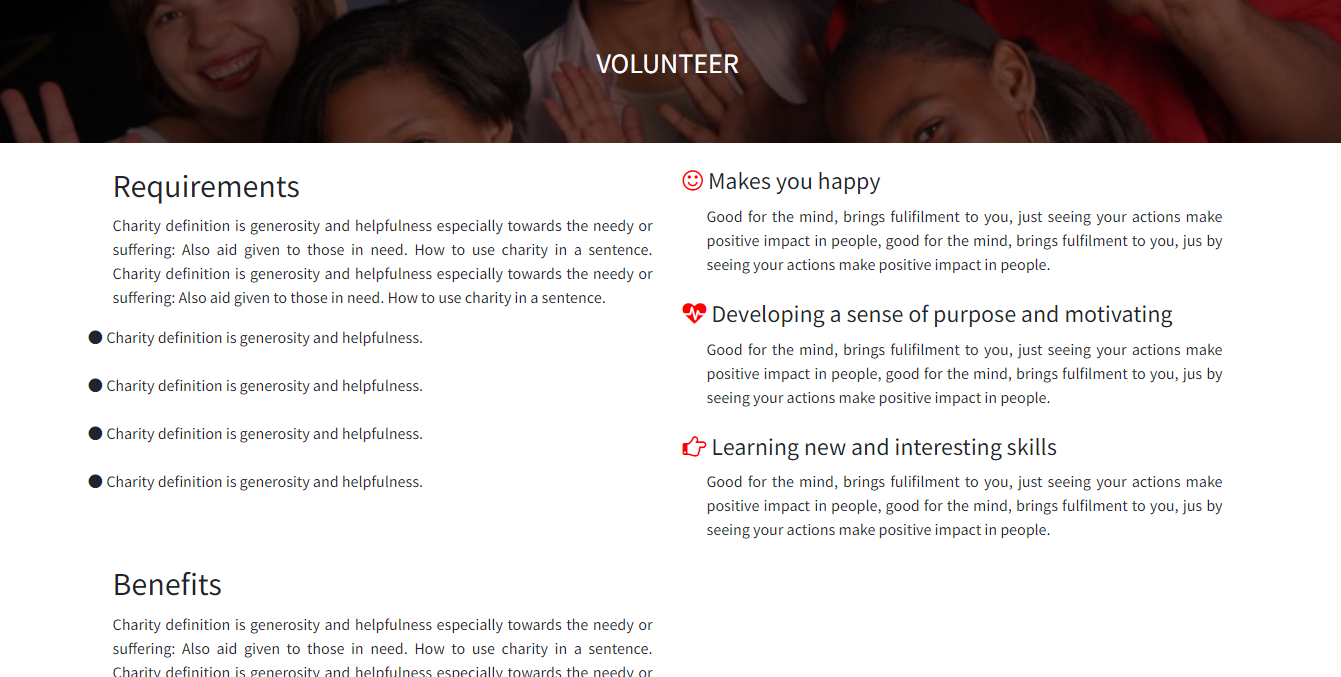 VOLUNTEER
Requirements
Charity definition is generosity and helpfulness especially towards the needy or
suffering: Also aid given to those in need. How to use charity in a sentence.
Charity definition is generosity and helpfulness especially towards the needy or
suffering: Also aid given to those in need. How to use charity in a sentence.
Charity definition is generosity and helpfulness.
Charity definition is generosity and helpfulness.
Charity definition is generosity and helpfulness.
Charity definition is generosity and helpfulness.
Benefits
Charity definition is generosity and helpfulness especially towards the needy or
suffering: Also aid given to those in need. How to use charity in a sentence.
Charity definition is generosity and helpfulness especially towards the needy or
Makes you happy
Good for the mind, brings fulifilment to you, just seeing your actions make
positive impact in people, good for the mind, brings fulfilment to you, jus by
seeing your actions make positive impact in people.
Developing a sense of purpose and motivating
Good for the mind, brings fulifilment to you, just seeing your actions make
positive impact in people, good for the mind, brings fulfilment to you, jus by
seeing your actions make positive impact in people.
Learning new and interesting skills
Good for the mind, brings fulifilment to you, just seeing your actions make
positive impact in people, good for the mind, brings fulfilment to you, jus by
seeing your actions make positive impact in people.